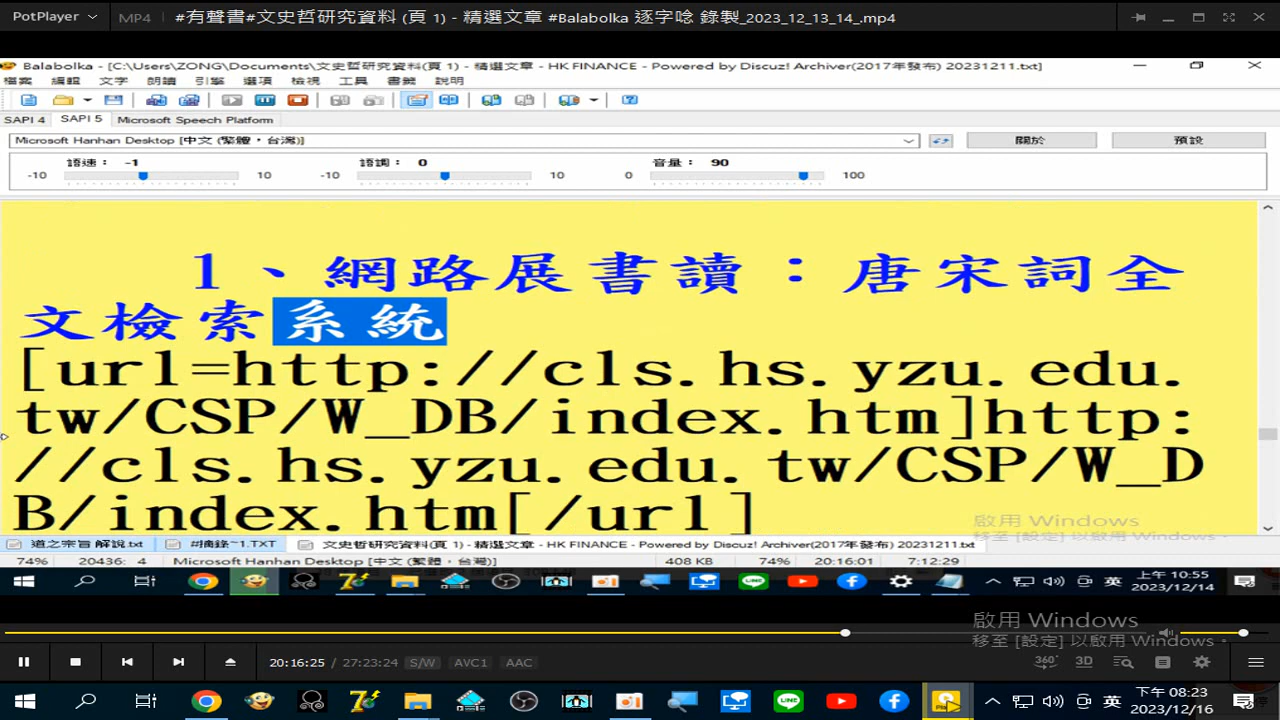 PotPlayer MP4 #有聲書#文史哲研究資料 (頁 1) - 精選文章 #Balabolka 逐字唸 錄製_2023_12_13_14_.mp4
Balabolka - [C:\Users\ZONG\Documents\文史哲研究資料(頁 1) - 精選文章 - HK FINANCE - Powered by Discuz! Archiver(2017年發布) 20231211.txt]
檔案 編輯 文字 朗讀 引擎 選項 檢視 工具 書籤 說明
SAPI 4 SAPI 5 Microsoft Speech Platform
Microsoft Hanhan Desktop [中文 (繁體，台灣)] 關於 預設
語速： -1 語調： 0 音量： 90
-10 10 -10 10 0 100
1、網路展書讀：唐宋詞全
文檢索系統
[url=http://cls.hs.yzu.edu.
tw/CSP/W_DB/index.htm]http:
//cls.hs.yzu.edu.tw/CSP/W_D
B/index.htm[/url]
啟用 Windows
移至 [設定] 以啟用 Windows。
道之宗旨 解說.txt #摘錄~1.TXT 文史哲研究資料(頁 1) - 精選文章 - HK FINANCE - Powered by Discuz! Archiver(2017年發布) 20231211.txt
74% 20436: 4 Microsoft Hanhan Desktop [中文 (繁體，台灣)] 408 KB 74% 20:16:01 7:12:29
英 上午 10:55
2023/12/14
啟用 Windows
移至 [設定] 以啟用 Windows。
20:16:25 / 27:23:24 S/W AVC1 AAC 360° 3D
英 下午 08:23
2023/12/16